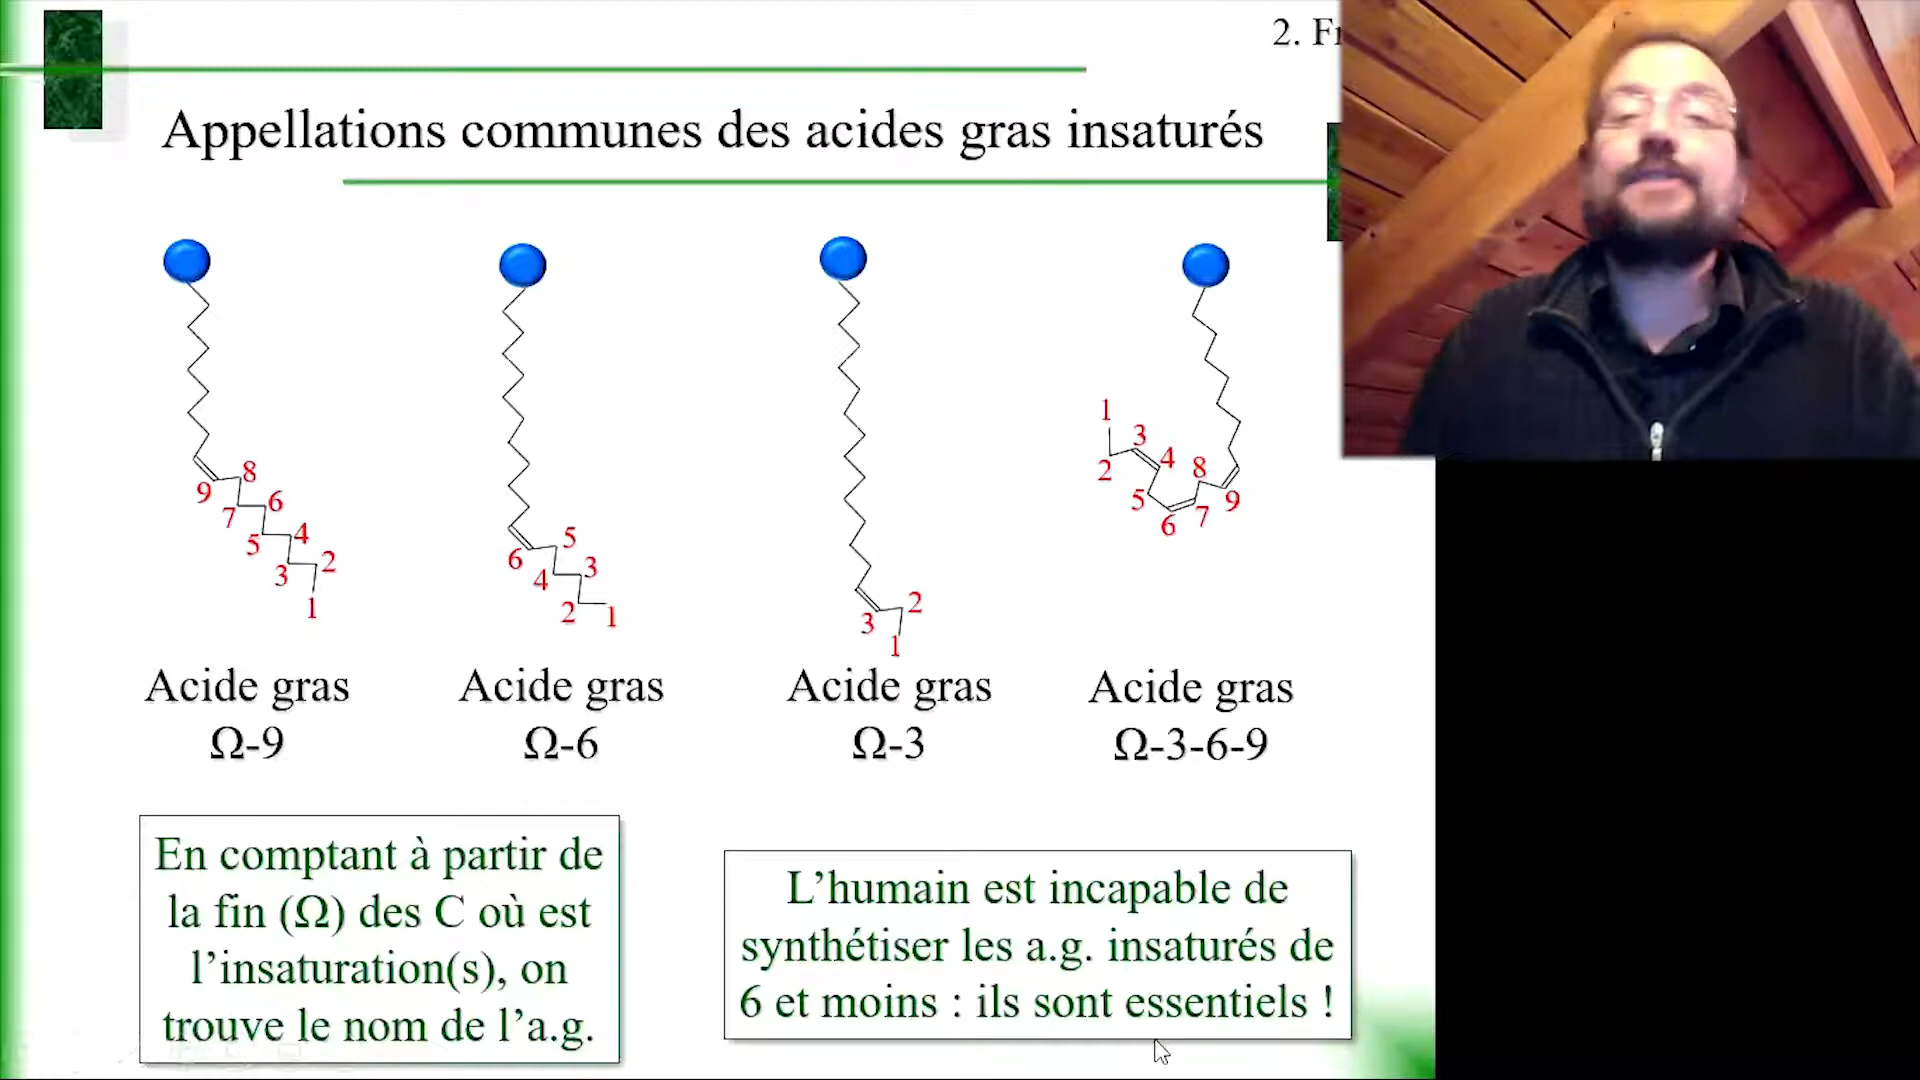 2. F
Appellations communes des acides gras insaturés
9 8 7 6 5 4 3 2 1
6 5 4 3 2 1
3 2 1
1 2 3 4 5 6 7 8 9
Acide gras
Ω-9
Acide gras
Ω-6
Acide gras
Ω-3
Acide gras
Ω-3-6-9
En comptant à partir de
la fin (Ω) des C où est
l’insaturation(s), on
trouve le nom de l’a.g.
L’humain est incapable de
synthétiser les a.g. insaturés de
6 et moins : ils sont essentiels !